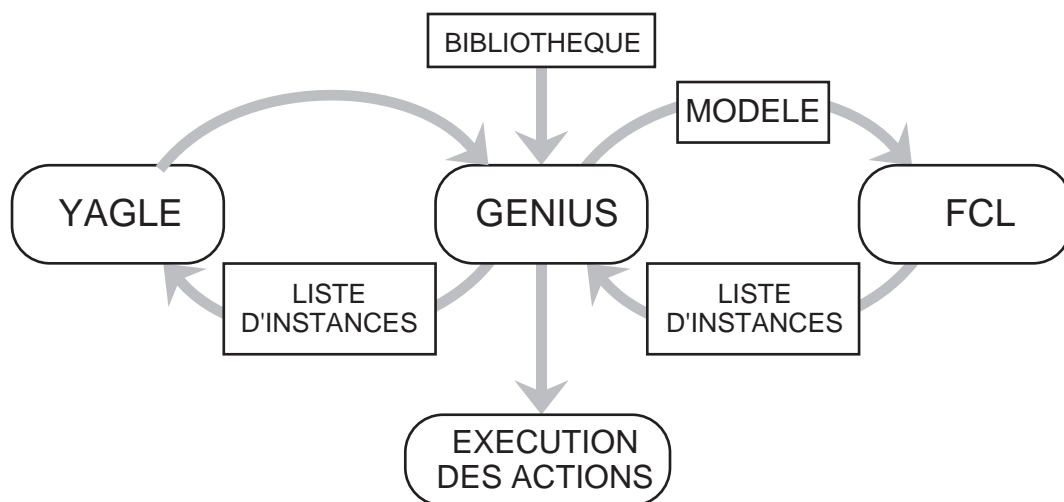 BIBLIOTHEQUE
MODELE
YAGLE
GENIUS
FCL
LISTE
D'INSTANCES
LISTE
D'INSTANCES
EXECUTION
DES ACTIONS